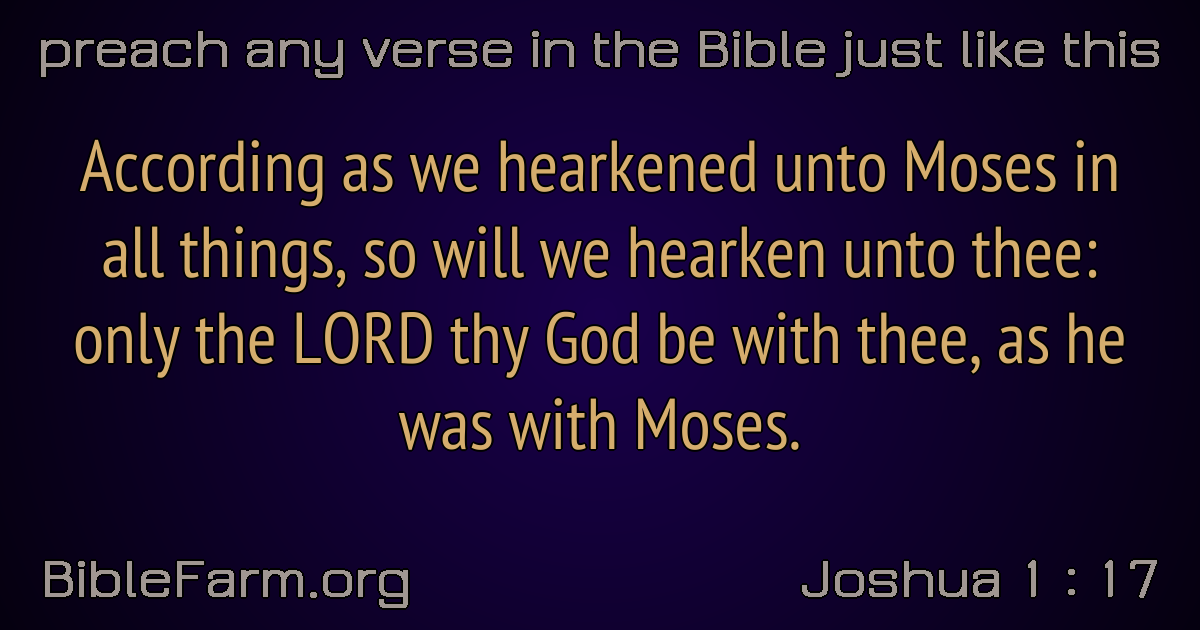 preach any verse in the Bible just like this
According as we hearkened unto Moses in
all things, so will we hearken unto thee:
only the LORD thy God be with thee, as he
was with Moses.
BibleFarm.org
Joshua 1 : 17